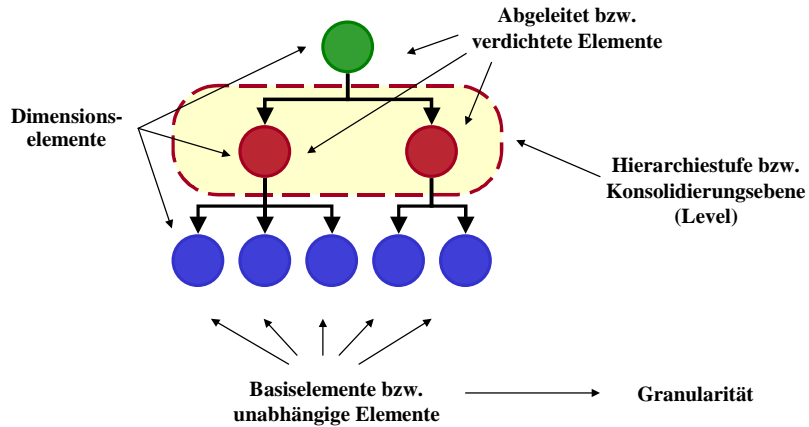 Abgeleitet bzw.
verdichtete Elemente
Dimensions-
elemente
Hierarchiestufe bzw.
Konsolidierungsebene
(Level)
Basiselemente bzw.
unabhängige Elemente
Granularität